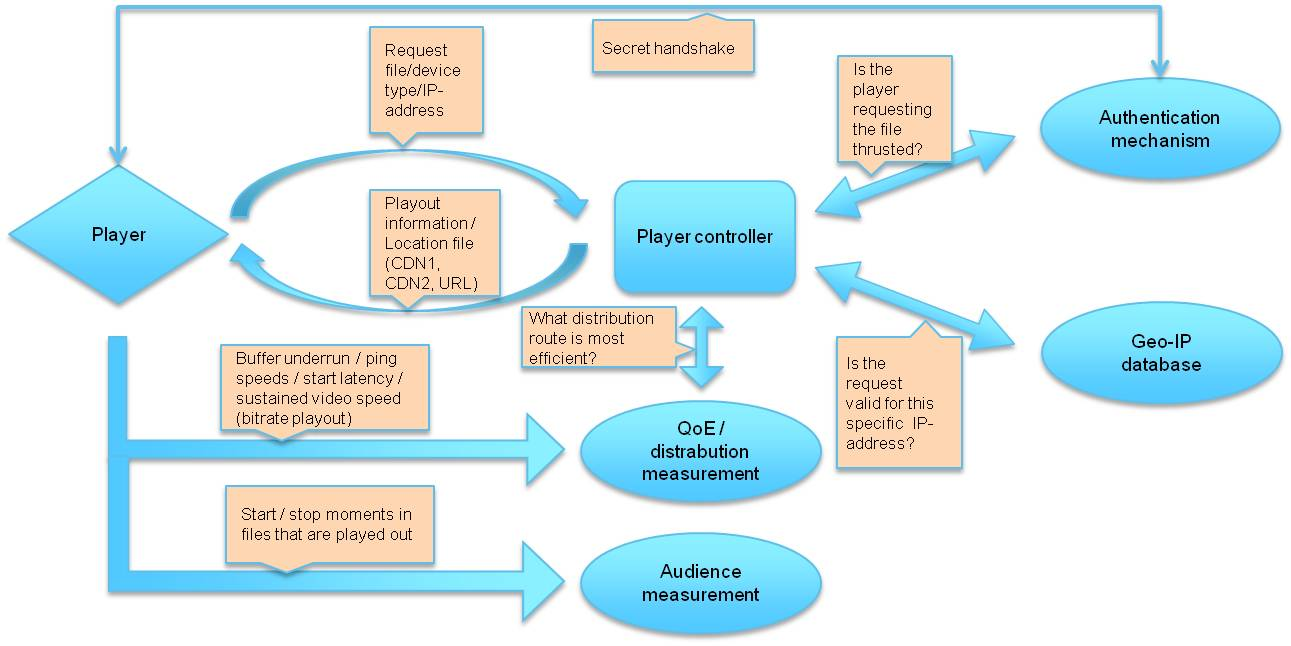 Secret handshake
Request
file/device
type/IP-
address
Is the
player
requesting
the file
thrusted?
Authentication
mechanism
Player
Playout
information /
Location file
(CDN1,
CDN2, URL)
Player controller
What distribution
route is most
efficient?
Geo-IP
database
Is the
request
valid for this
specific IP-
address?
Buffer underrun / ping
speeds / start latency /
sustained video speed
(bitrate playout)
QoE /
distrabution
measurement
Start / stop moments in
files that are played out
Audience
measurement